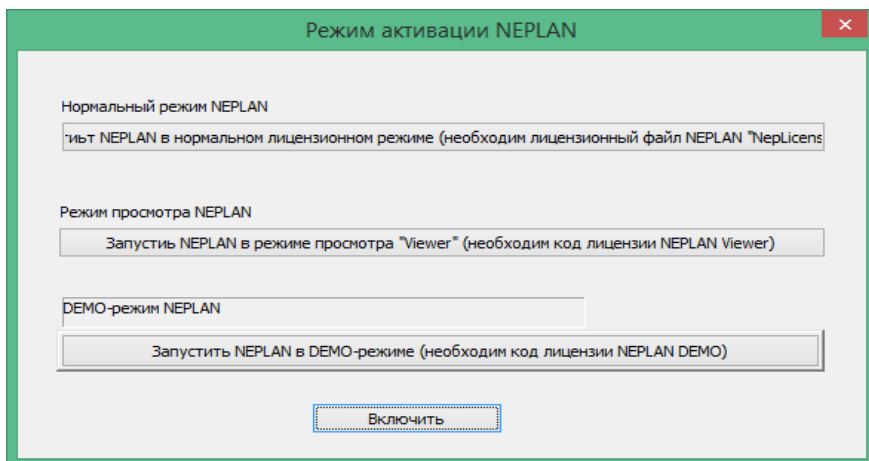 Режим активации NEPLAN
Нормальный режим NEPLAN
тиьт NEPLAN в нормальном лицензионном режиме (необходим лицензионный файл NEPLAN "NepLicens
Режим просмотра NEPLAN
Запустиь NEPLAN в режиме просмотра "Viewer" (необходим код лицензии NEPLAN Viewer)
DEMO-режим NEPLAN
Запустить NEPLAN в DEMO-режиме (необходим код лицензии NEPLAN DEMO)
Включить